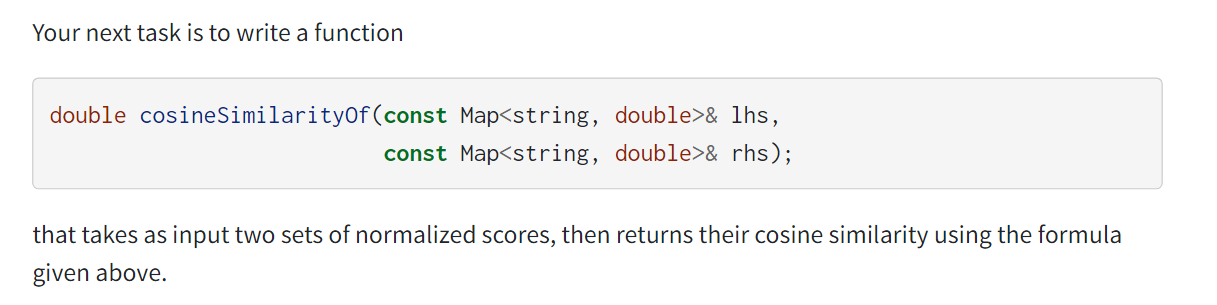 Your next task is to write a function
double cosineSimilarityOf(const Map<string, double>& lhs,
const Map<string, double>& rhs);
that takes as input two sets of normalized scores, then returns their cosine similarity using the formula
given above.